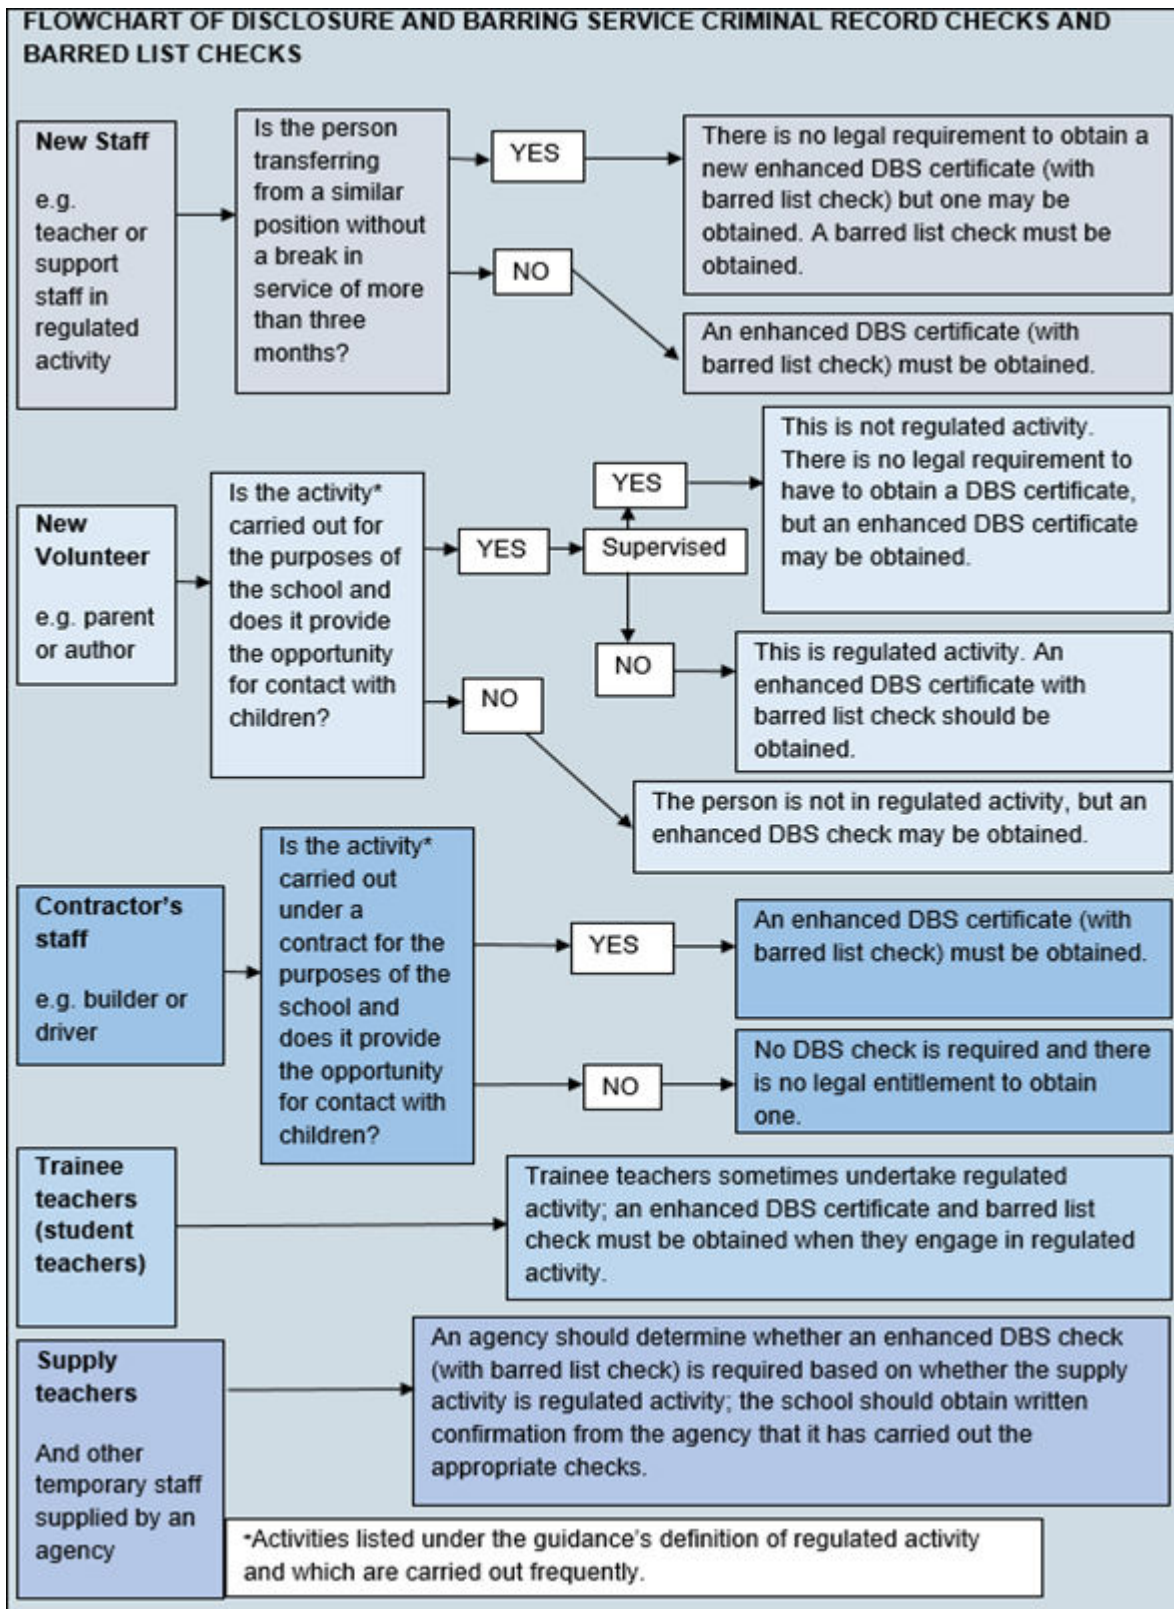 FLOWCHART OF DISCLOSURE AND BARRING SERVICE CRIMINAL RECORD CHECKS AND
BARRED LIST CHECKS
New Staff
e.g.
teacher or
support
staff in
regulated
activity
Is the person
transferring
from a similar
position without
a break in
service of more
than three
months?
YES
There is no legal requirement to obtain a
new enhanced DBS certificate (with
barred list check) but one may be
obtained. A barred list check must be
obtained.
NO
An enhanced DBS certificate (with
barred list check) must be obtained.
New
Volunteer
e.g. parent
or author
Is the activity*
carried out for
the purposes of
the school and
does it provide
the opportunity
for contact with
children?
YES
Supervised
YES
This is not regulated activity.
There is no legal requirement to
have to obtain a DBS certificate,
but an enhanced DBS certificate
may be obtained.
NO
This is regulated activity. An
enhanced DBS certificate with
barred list check should be
obtained.
NO
The person is not in regulated activity, but an
enhanced DBS check may be obtained.
Contractor's
staff
e.g. builder or
driver
Is the activity*
carried out
under a
contract for the
purposes of the
school and
does it provide
the opportunity
for contact with
children?
YES
An enhanced DBS certificate (with
barred list check) must be obtained.
NO
No DBS check is required and there
is no legal entitlement to obtain
one.
Trainee
teachers
(student
teachers)
Trainee teachers sometimes undertake regulated
activity; an enhanced DBS certificate and barred list
check must be obtained when they engage in regulated
activity.
Supply
teachers
And other
temporary staff
supplied by an
agency
An agency should determine whether an enhanced DBS check
(with barred list check) is required based on whether the supply
activity is regulated activity; the school should obtain written
confirmation from the agency that it has carried out the
appropriate checks.
*Activities listed under the guidance's definition of regulated activity
and which are carried out frequently.